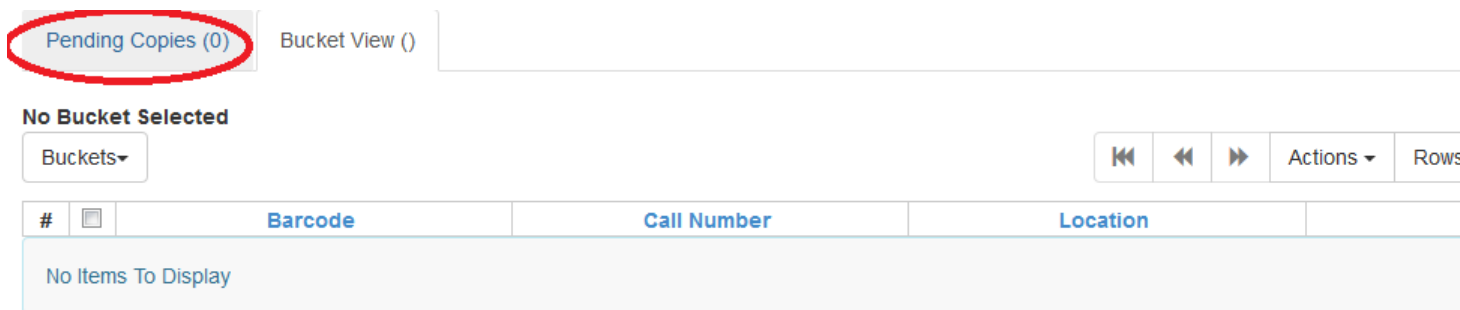 Pending Copies (0) Bucket View ()
No Bucket Selected
Buckets Actions Rows
# Barcode Call Number Location
No Items To Display